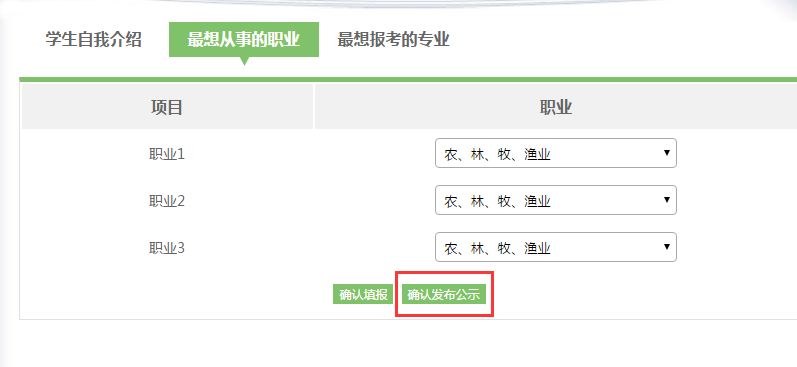 学生自我介绍 最想从事的职业 最想报考的专业
项目 职业
职业1 农、林、牧、渔业
职业2 农、林、牧、渔业
职业3 农、林、牧、渔业
确认填报 确认发布公示